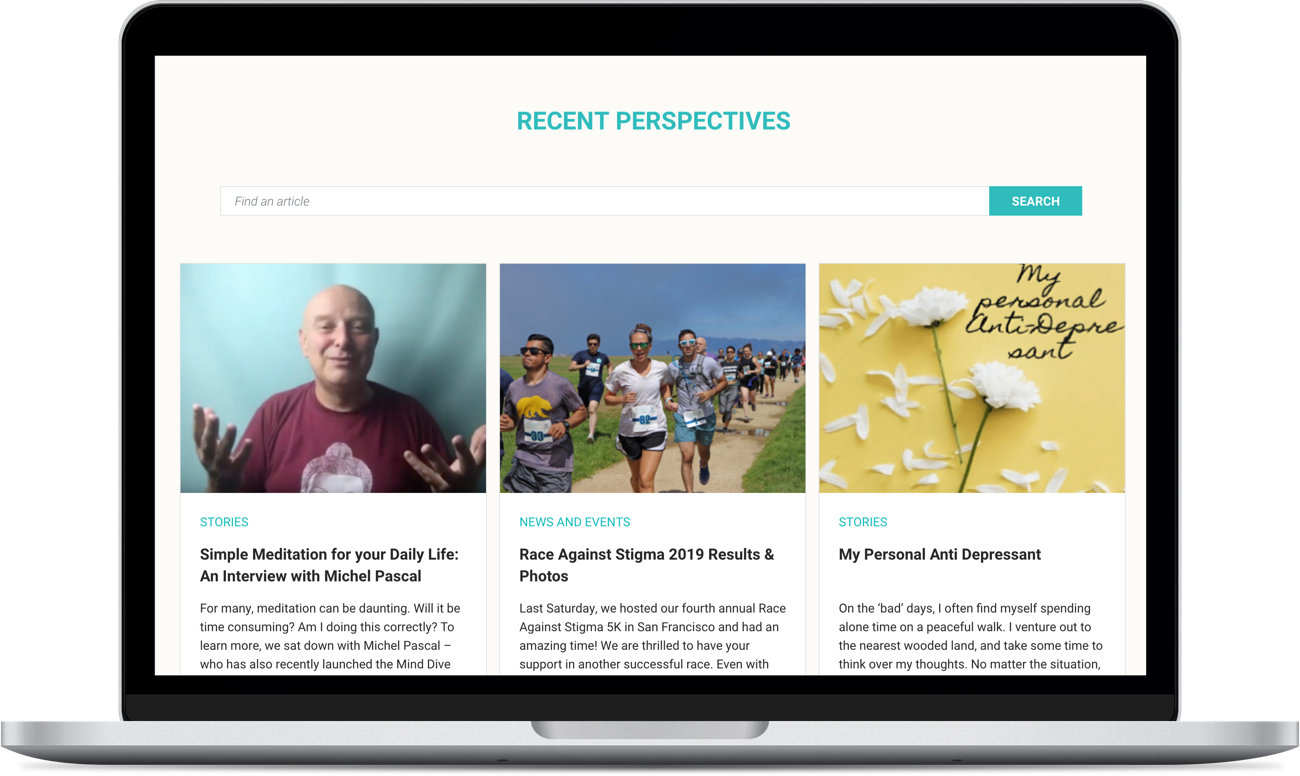 RECENT PERSPECTIVES
Find an article
SEARCH
My
personal
Anti-Depre
sant
33
82
STORIES
Simple Meditation for your Daily Life:
An Interview with Michel Pascal
For many, meditation can be daunting. Will it be
time consuming? Am I doing this correctly? To
learn more, we sat down with Michel Pascal –
who has also recently launched the Mind Dive
NEWS AND EVENTS
Race Against Stigma 2019 Results &
Photos
Last Saturday, we hosted our fourth annual Race
Against Stigma 5K in San Francisco and had an
amazing time! We are thrilled to have your
support in another successful race. Even with
STORIES
My Personal Anti Depressant
On the ‘bad’ days, I often find myself spending
alone time on a peaceful walk. I venture out to
the nearest wooded land, and take some time to
think over my thoughts. No matter the situation,